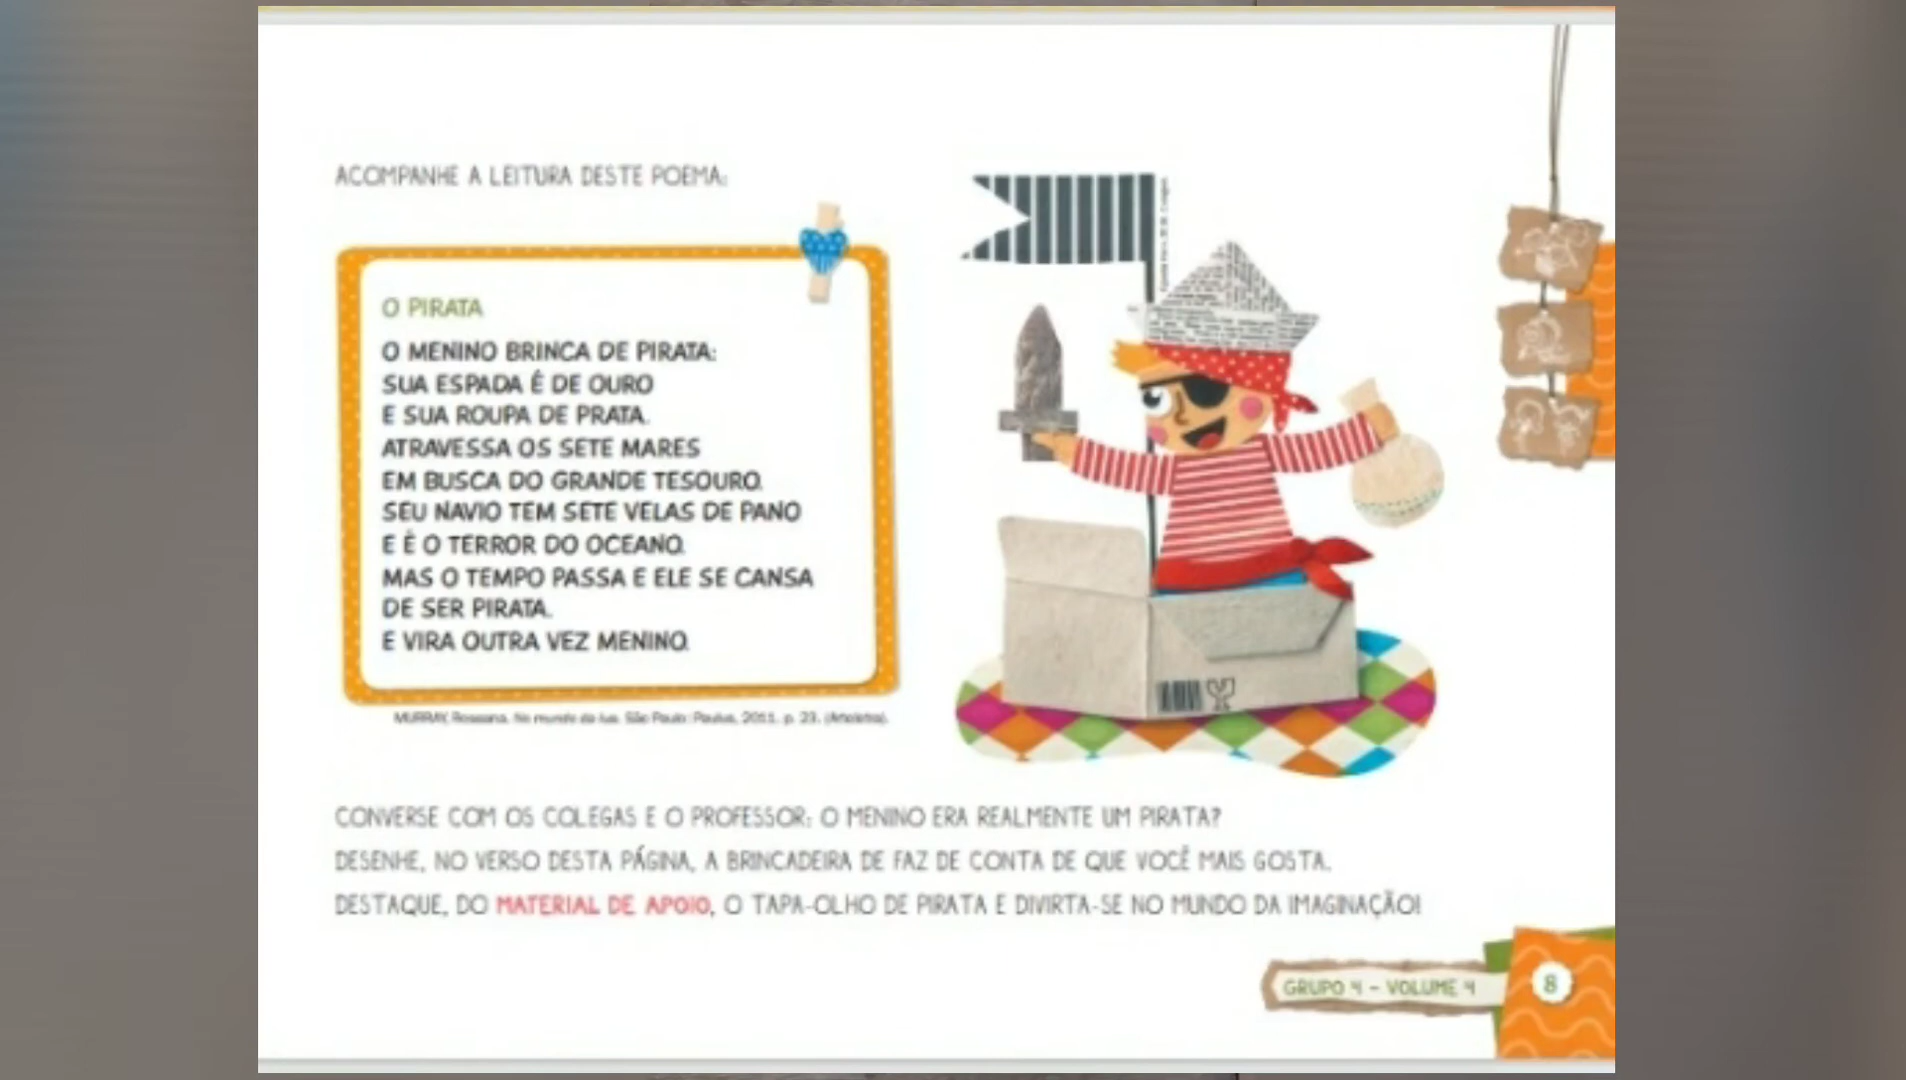 ACOMPANHE A LEITURA DESTE POEMA:
O PIRATA
O MENINO BRINCA DE PIRATA:
SUA ESPADA É DE OURO
E SUA ROUPA DE PRATA.
ATRAVESSA OS SETE MARES
EM BUSCA DO GRANDE TESOURO.
SEU NAVIO TEM SETE VELAS DE PANO
E É O TERROR DO OCEANO.
MAS O TEMPO PASSA E ELE SE CANSA
DE SER PIRATA.
E VIRA OUTRA VEZ MENINO.
MURRAY, Roseana. No mundo da lua. São Paulo: Paulus, 2011. p. 23. (Arteletra).
CONVERSE COM OS COLEGAS E O PROFESSOR: O MENINO ERA REALMENTE UM PIRATA?
DESENHE, NO VERSO DESTA PÁGINA, A BRINCADEIRA DE FAZ DE CONTA DE QUE VOCÊ MAIS GOSTA.
DESTAQUE, DO MATERIAL DE APOIO, O TAPA-OLHO DE PIRATA E DIVIRTA-SE NO MUNDO DA IMAGINAÇÃO!
GRUPO 4 – VOLUME 4
8